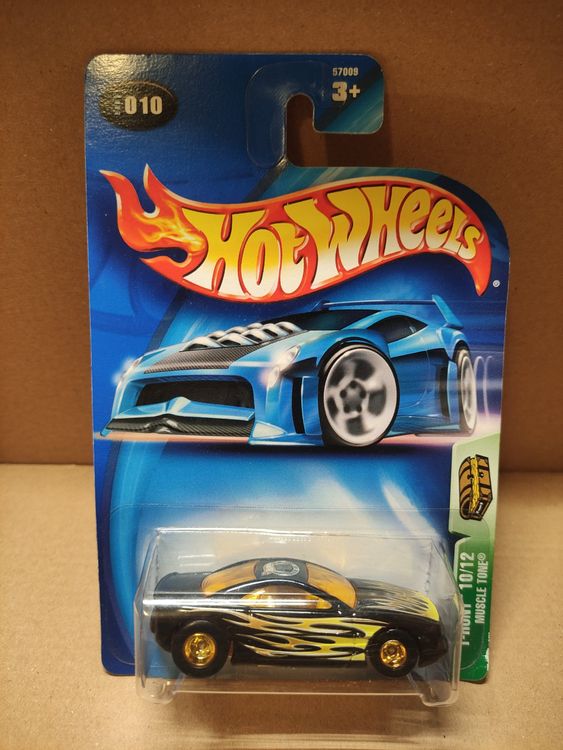 010
57009
3+
HOT WHEELS
®
T-HUNT 10/12
MUSCLE TONE®